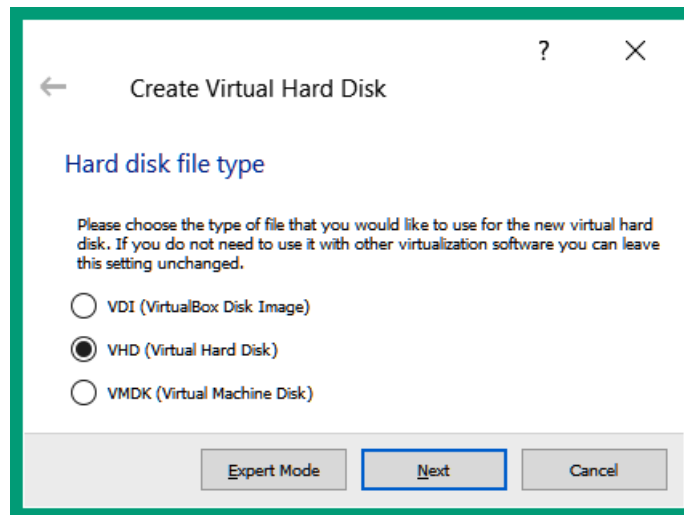 ?
Create Virtual Hard Disk
Hard disk file type
Please choose the type of file that you would like to use for the new virtual hard
disk. If you do not need to use it with other virtualization software you can leave
this setting unchanged.
VDI (VirtualBox Disk Image)
VHD (Virtual Hard Disk)
VMDK (Virtual Machine Disk)
Expert Mode Next Cancel